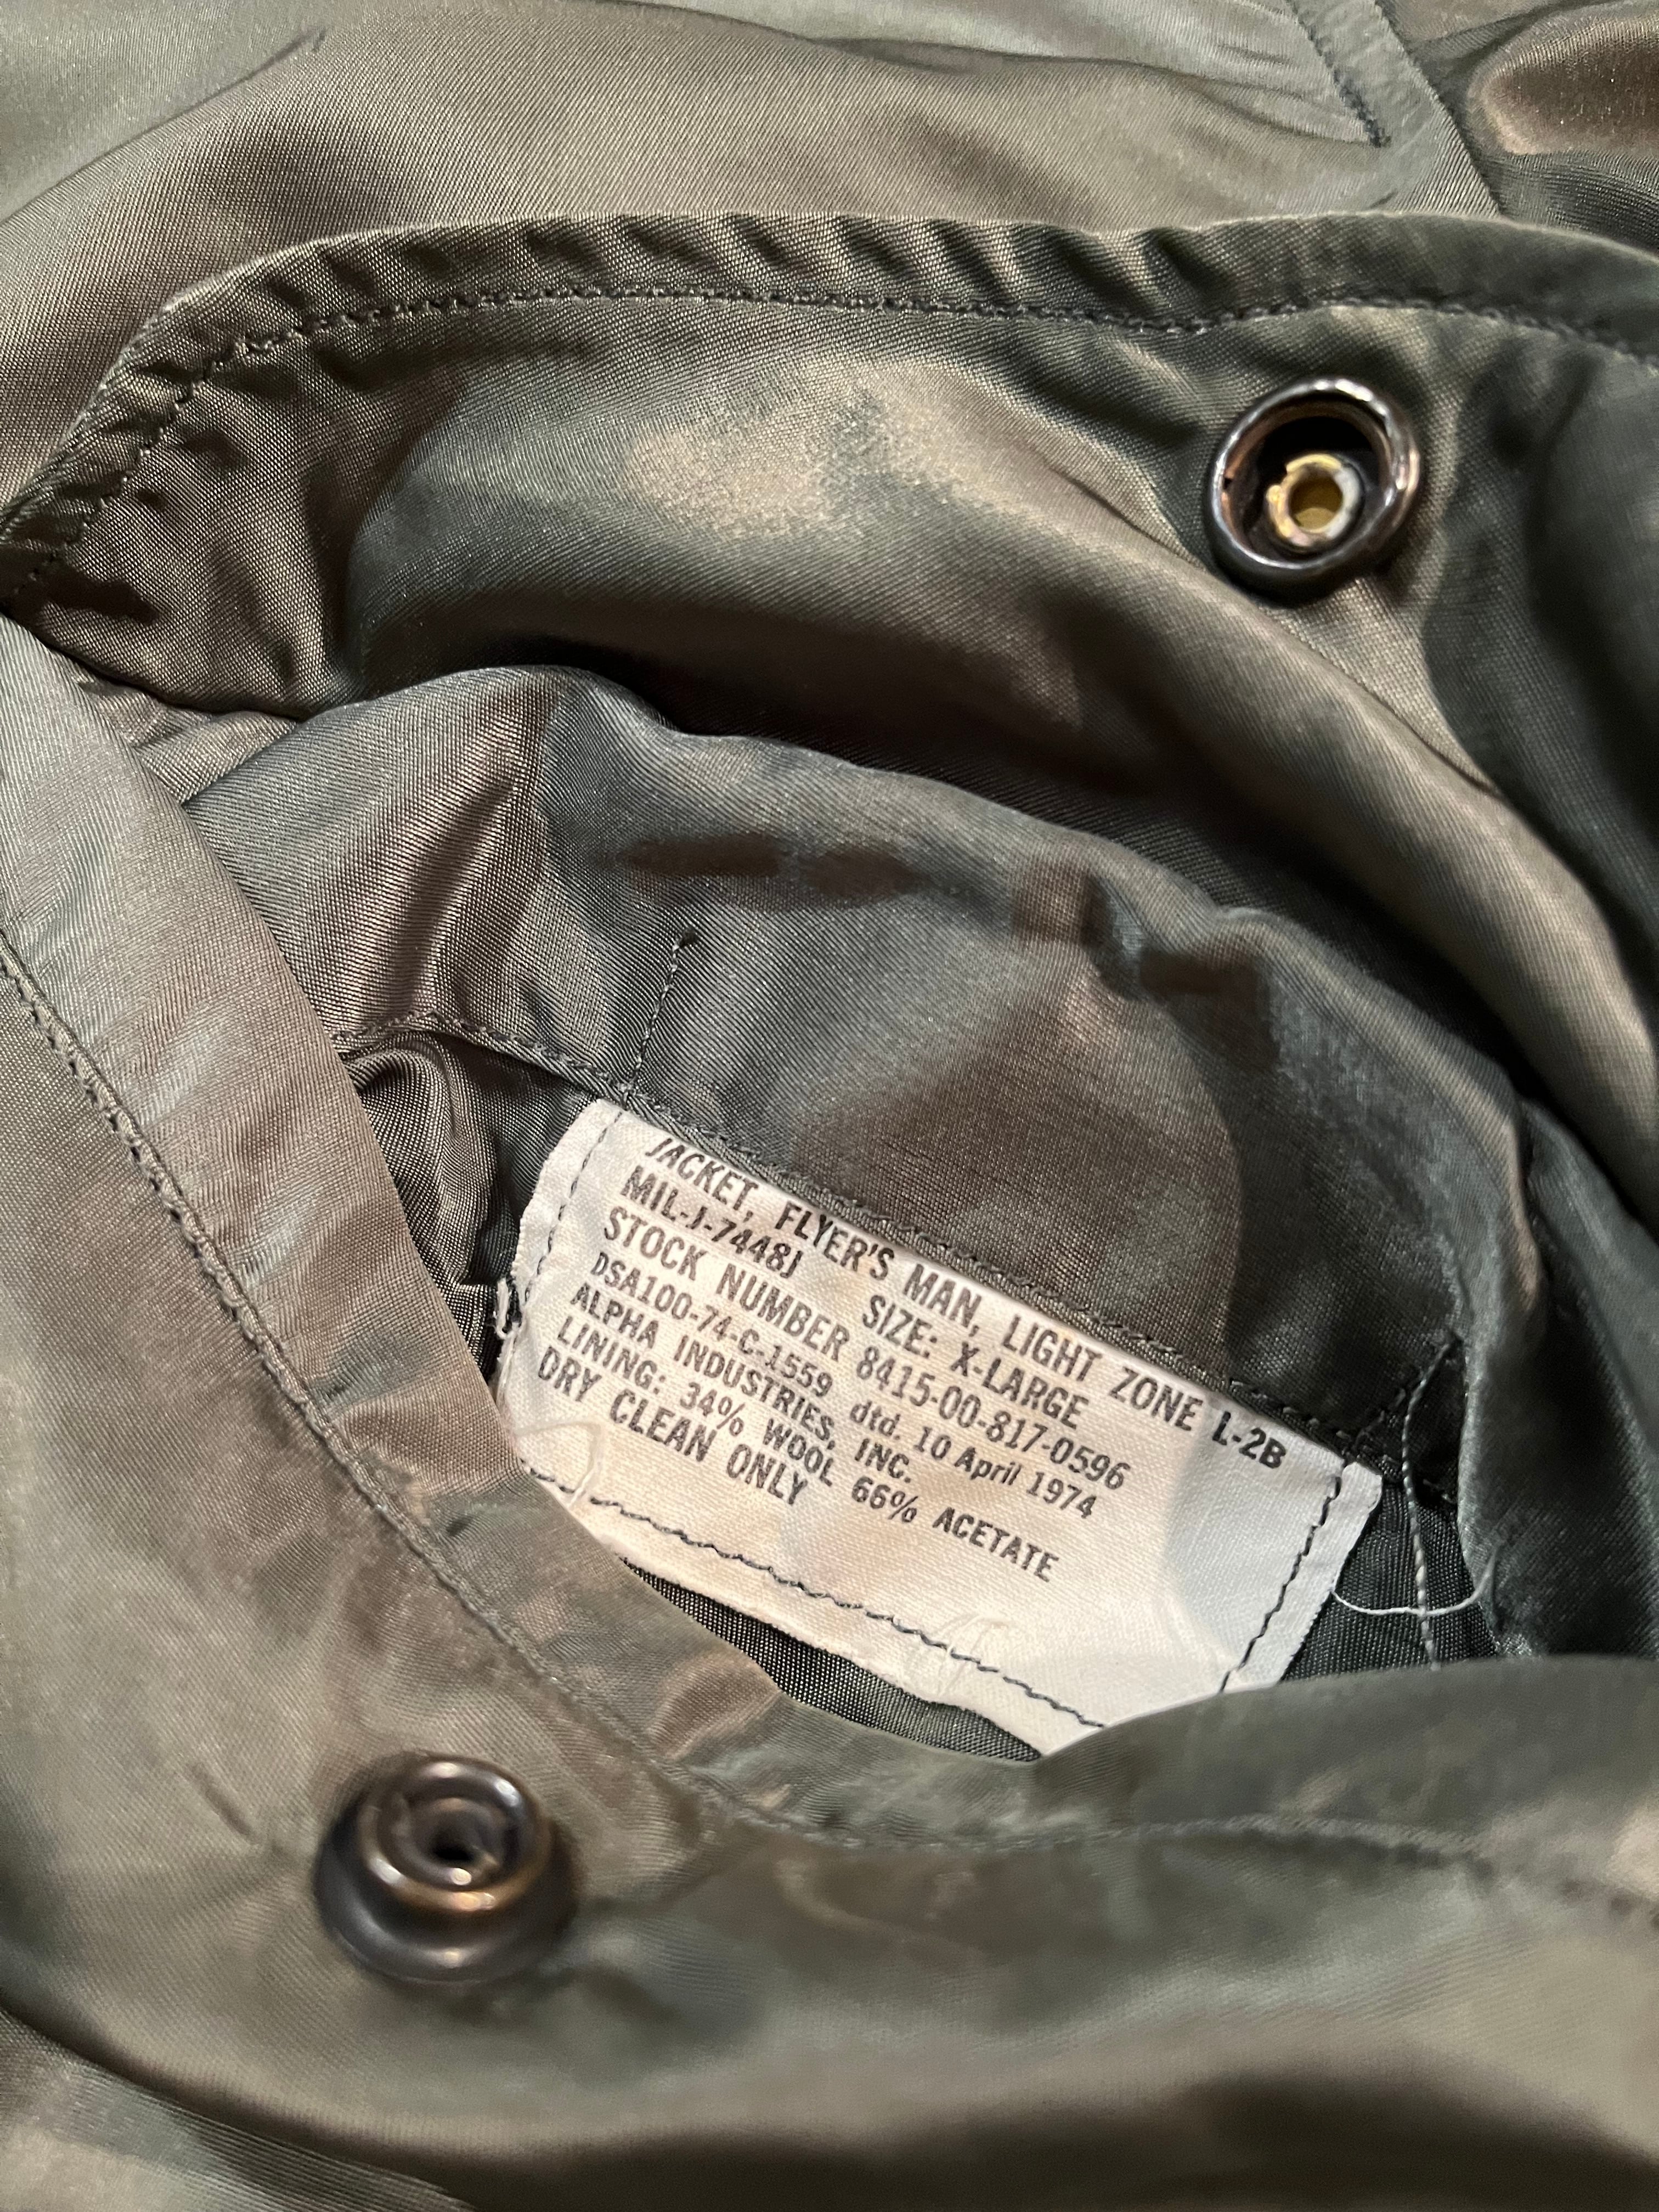 JACKET, FLYER'S MAN, LIGHT ZONE L-2B
MIL-J-7448J SIZE: X-LARGE
STOCK NUMBER 8415-00-817-0596
DSA100-74-C-1559 dtd. 10 April 1974
ALPHA INDUSTRIES, INC.
LINING: 34% WOOL 66% ACETATE
DRY CLEAN ONLY